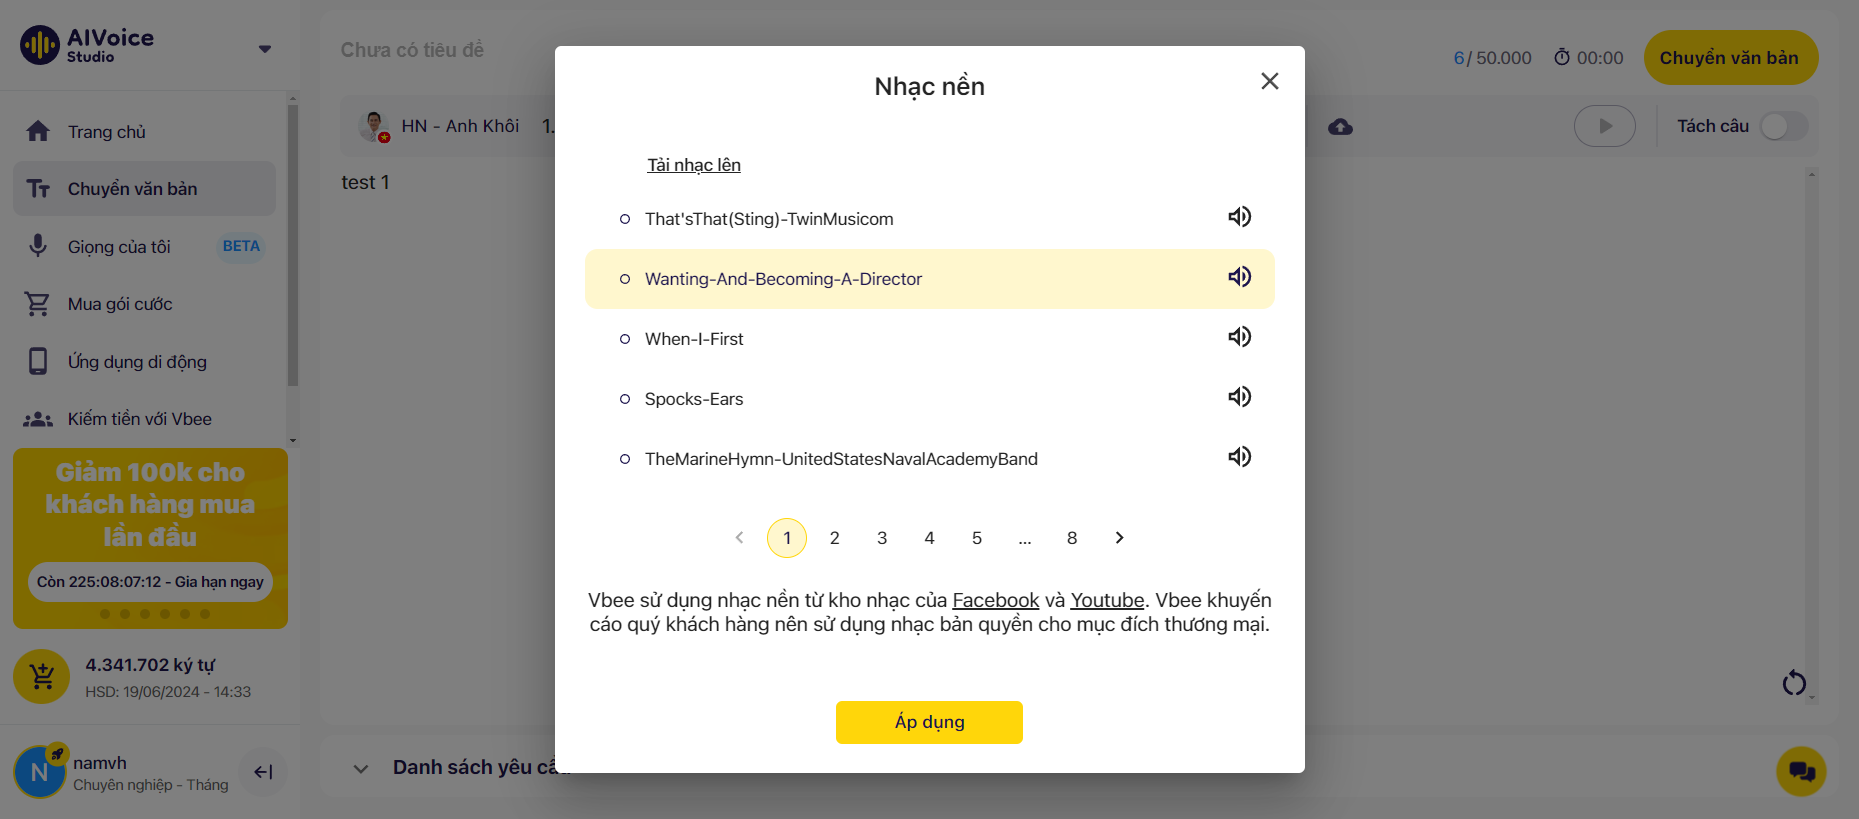 AIVoice
Studio
Trang chủ
Chuyển văn bản
Giọng của tôi BETA
Mua gói cước
Ứng dụng di động
Kiếm tiền với Vbee
Giảm 100k cho
khách hàng mua
lần đầu
Còn 225:08:07:12 - Gia hạn ngay
4.341.702 ký tự
HSD: 19/06/2024 - 14:33
N
namvh
Chuyên nghiệp - Tháng
Chưa có tiêu đề
6/ 50.000 00:00 Chuyển văn bản
HN - Anh Khôi 1.
Tách câu
test 1
Nhạc nền
Tải nhạc lên
That'sThat(Sting)-TwinMusicom
Wanting-And-Becoming-A-Director
When-I-First
Spocks-Ears
TheMarineHymn-UnitedStatesNavalAcademyBand
1 2 3 4 5 ... 8
Vbee sử dụng nhạc nền từ kho nhạc của Facebook và Youtube. Vbee khuyến
cáo quý khách hàng nên sử dụng nhạc bản quyền cho mục đích thương mại.
Áp dụng
Danh sách yêu cầu